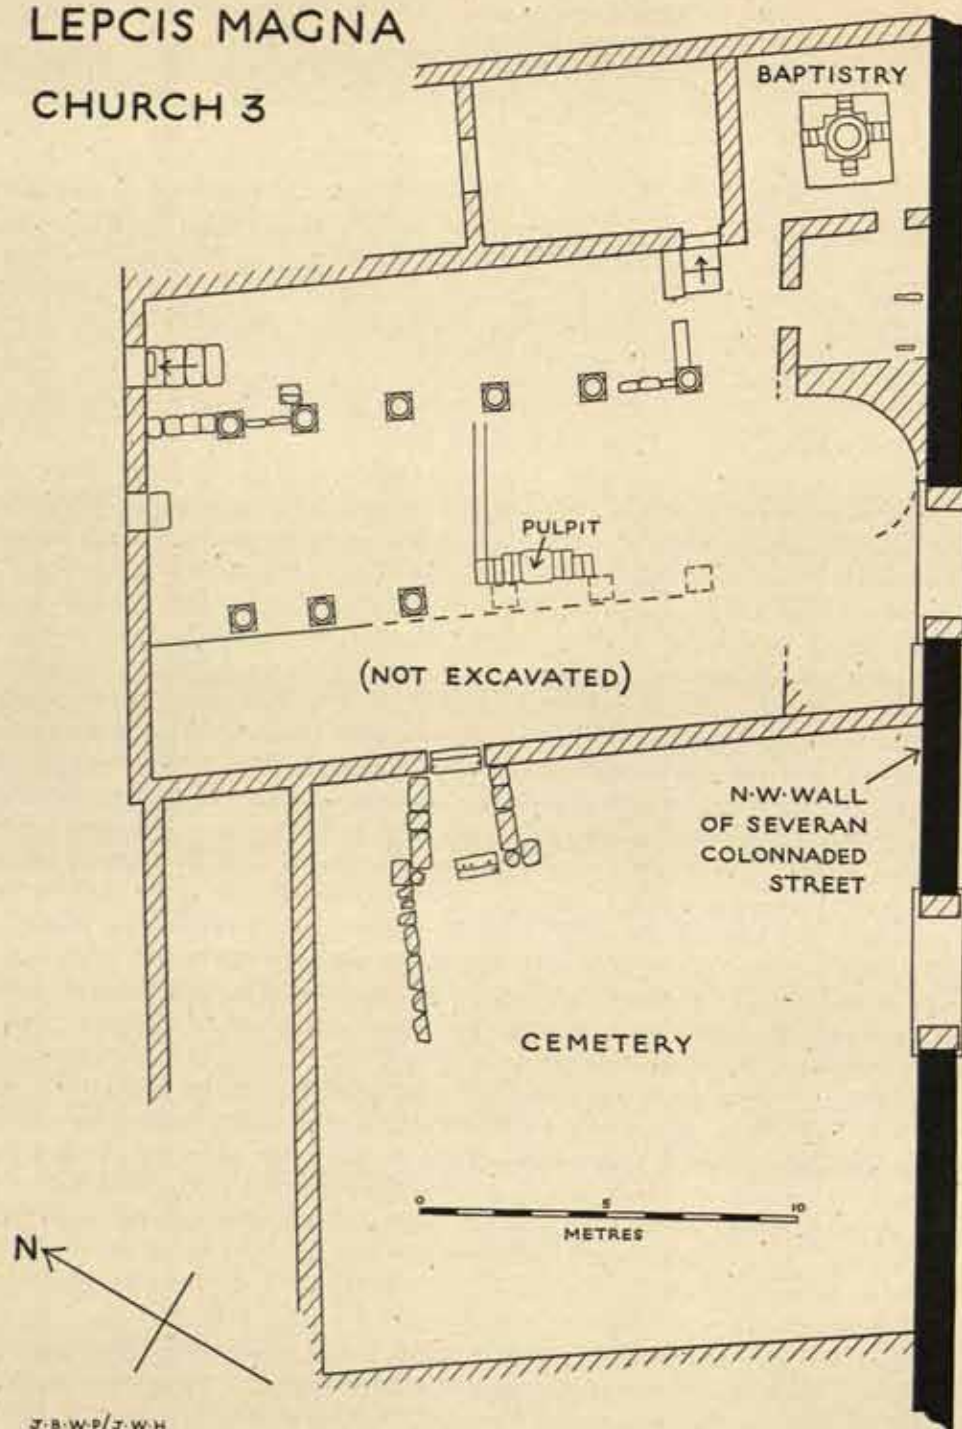 LEPCIS MAGNA
CHURCH 3
BAPTISTRY
PULPIT
(NOT EXCAVATED)
N·W·WALL
OF SEVERAN
COLONNADED
STREET
CEMETERY
0 5 10
METRES
N
J·B·W·P/J·W·H